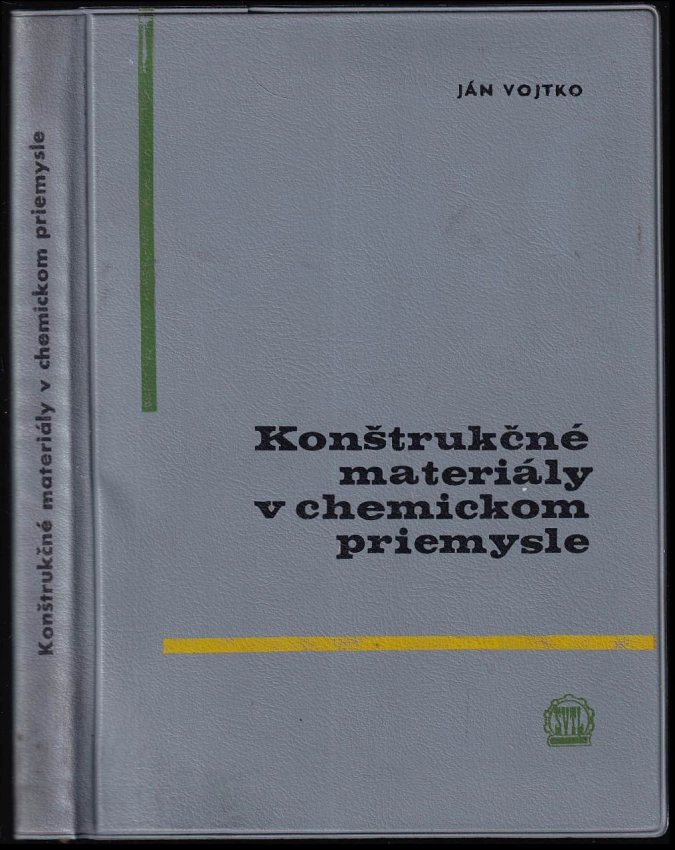 Konštrukčné materiály v chemickom priemysle
JÁN VOJTKO
Konštrukčné
materiály
v chemickom
priemysle
SVTL